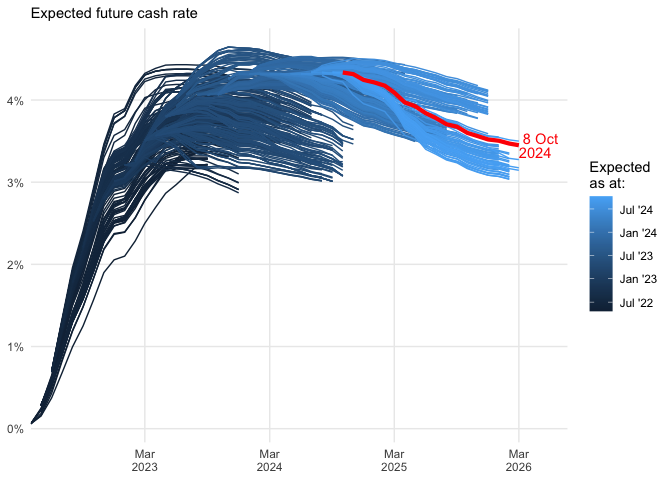 Expected future cash rate
4%
3%
2%
1%
0%
Mar
2023
Mar
2024
Mar
2025
Mar
2026
8 Oct
2024
Expected
as at:
Jul '24
Jan '24
Jul '23
Jan '23
Jul '22